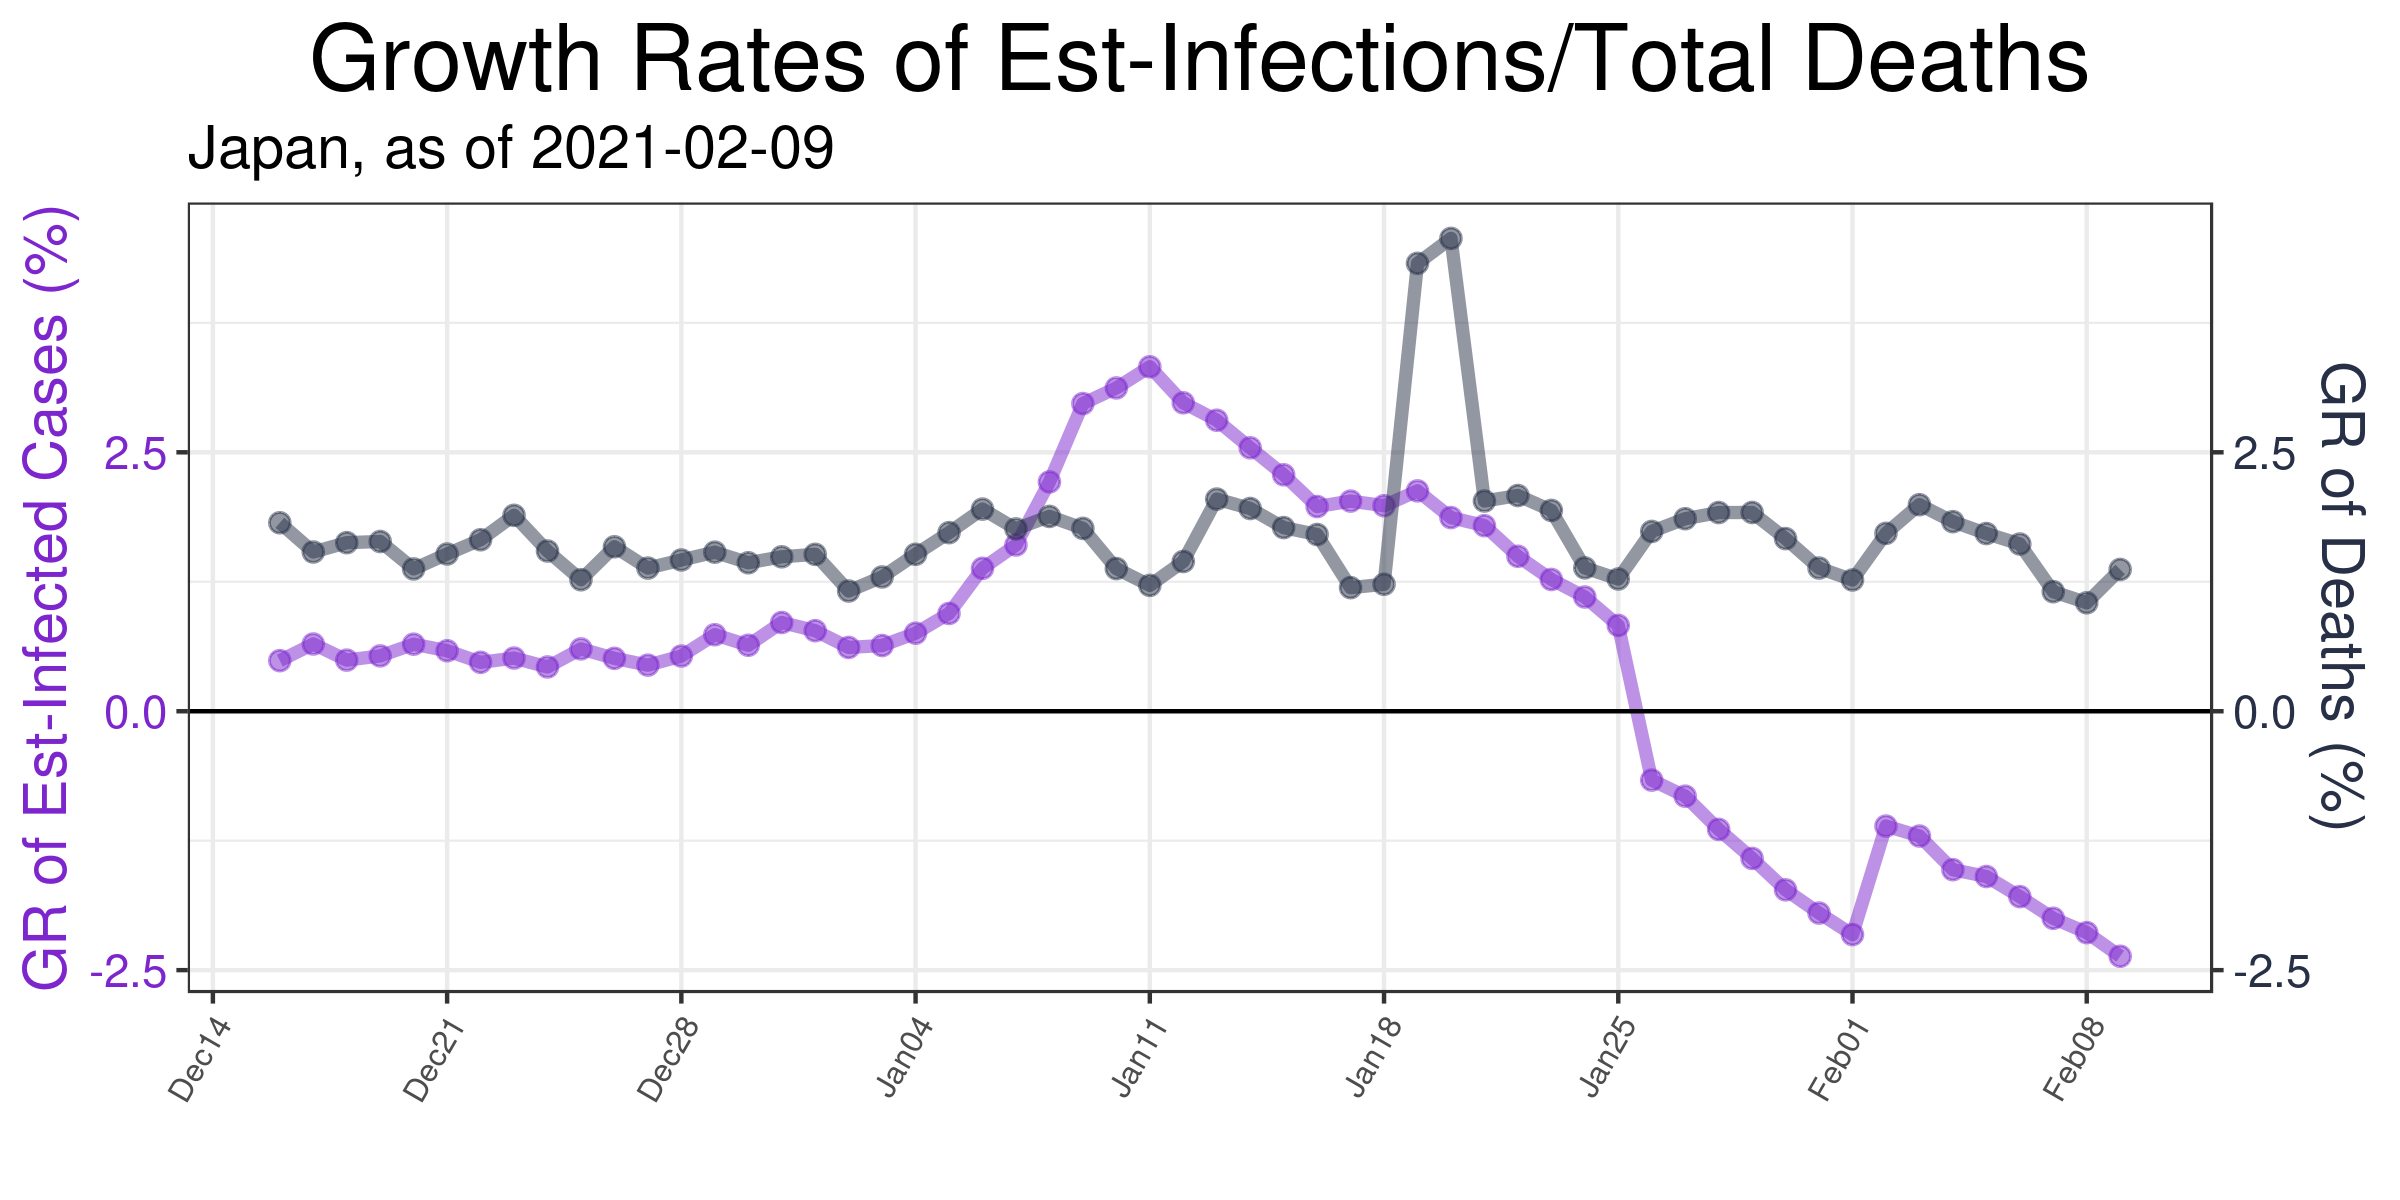 Growth Rates of Est-Infections/Total Deaths
Japan, as of 2021-02-09
GR of Est-Infected Cases (%)
2.5
0.0
-2.5
2.5
0.0
-2.5
GR of Deaths (%)
Dec14
Dec21
Dec28
Jan04
Jan11
Jan18
Jan25
Feb01
Feb08